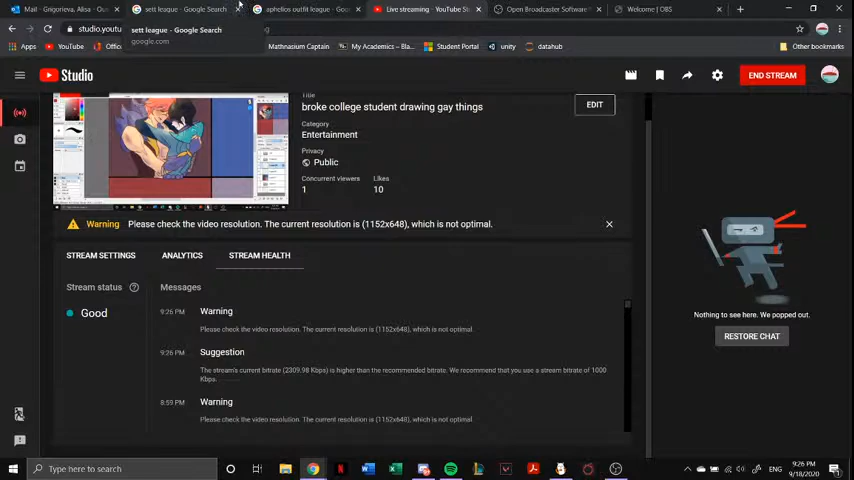 Mail - Grigorieva, Alisa - Ou
sett league - Google Search
aphelios outfit league - Goo
Live streaming - YouTube St
Open Broadcaster Software
Welcome | OBS
studio.youtu
sett league - Google Search
google.com
Apps
YouTube
Offi
Mathnasium Cantain
My Academics – Bla...
Student Portal
unity
datahub
Other bookmarks
Studio
END STREAM
Title
broke college student drawing gay things
EDIT
Category
Entertainment
Privacy
Public
Concurrent viewers
Likes
1
10
Warning
Please check the video resolution. The current resolution is (1152x648), which is not optimal.
STREAM SETTINGS
ANALYTICS
STREAM HEALTH
Stream status
Messages
Good
9:26 PM
Warning
Please check the video resolution. The current resolution is (1152x648), which is not optimal.
9:26 PM
Suggestion
The stream's current bitrate (2309.98 Kbps) is higher than the recommended bitrate. We recommend that you use a stream bitrate of 1000
Kbps.
8:59 PM
Warning
Please check the video resolution. The current resolution is (1152x648), which is not optimal.
Nothing to see here. We popped out.
RESTORE CHAT
Type here to search
ENG
9:26 PM
9/18/2020